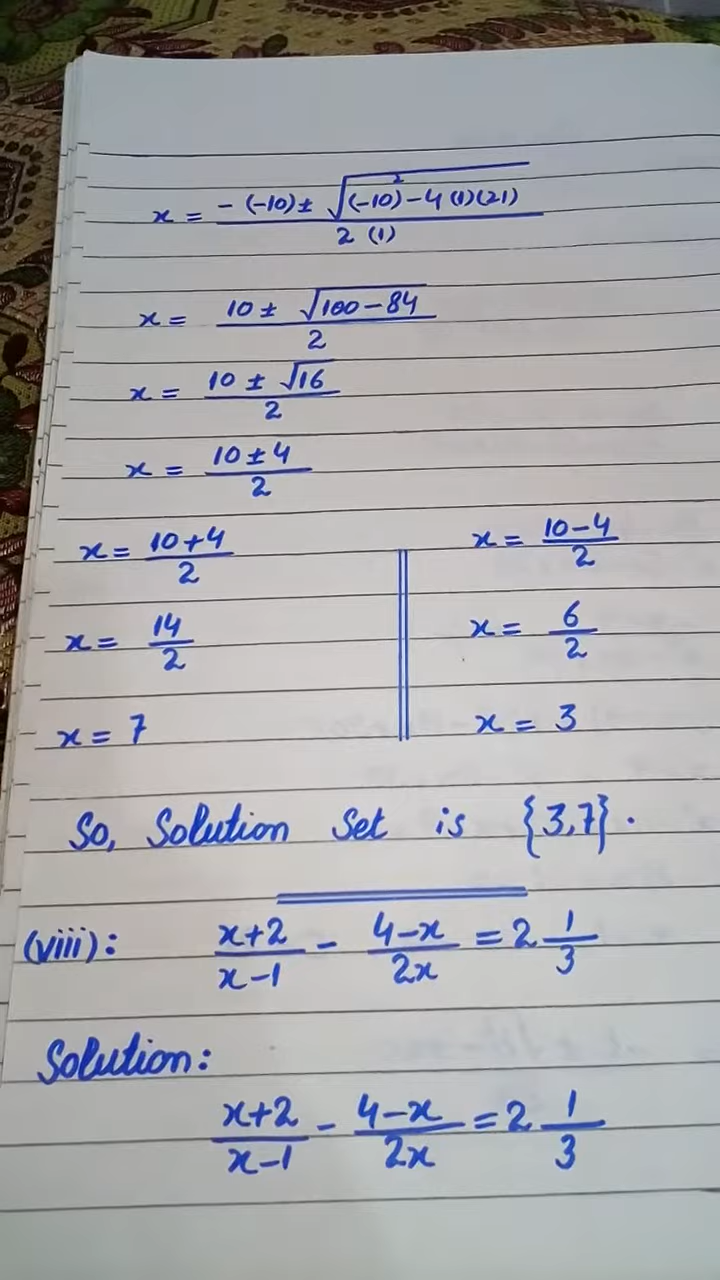 x = -(-10) ± √(-10)² - 4(1)(21) / 2(1)
x = 10 ± √100 - 84 / 2
x = 10 ± √16 / 2
x = 10 ± 4 / 2
x = 10 + 4 / 2
x = 14 / 2
x = 7
x = 10 - 4 / 2
x = 6 / 2
x = 3
So, Solution Set is {3,7}.
(viii): x+2 / x-1 - 4-x / 2x = 2 1/3
Solution:
x+2 / x-1 - 4-x / 2x = 2 1/3